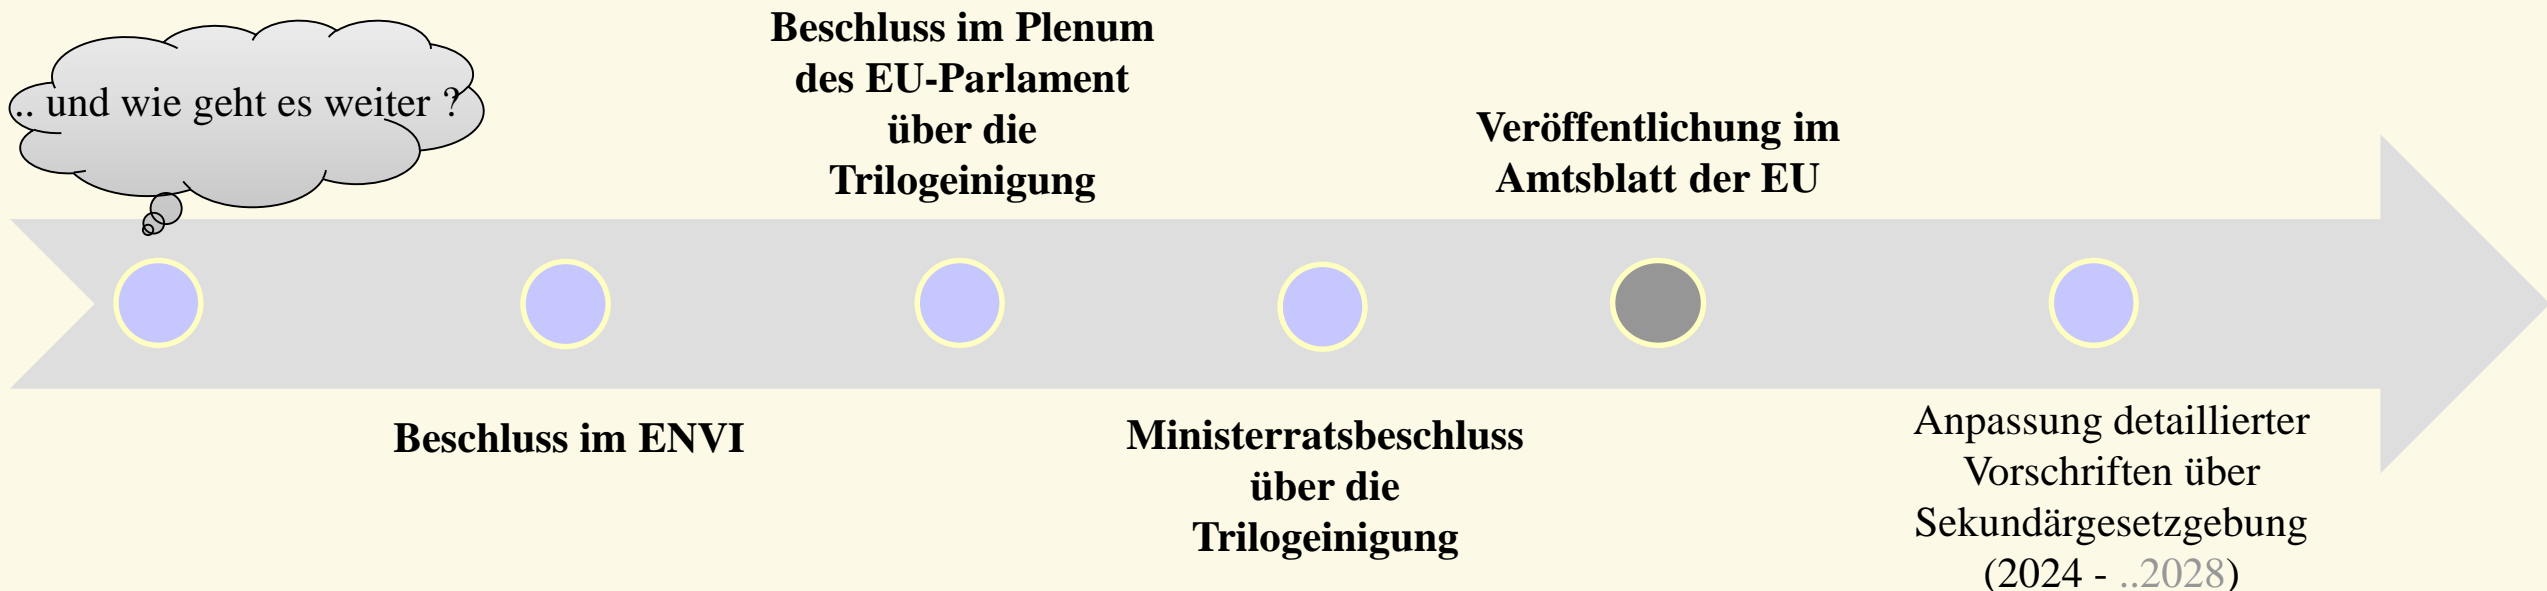 .. und wie geht es weiter ?
Beschluss im ENVI
Beschluss im Plenum
des EU-Parlament
über die
Trilogeinigung
Ministerratsbeschluss
über die
Trilogeinigung
Veröffentlichung im
Amtsblatt der EU
Anpassung detaillierter
Vorschriften über
Sekundärgesetzgebung
(2024 - ..2028)